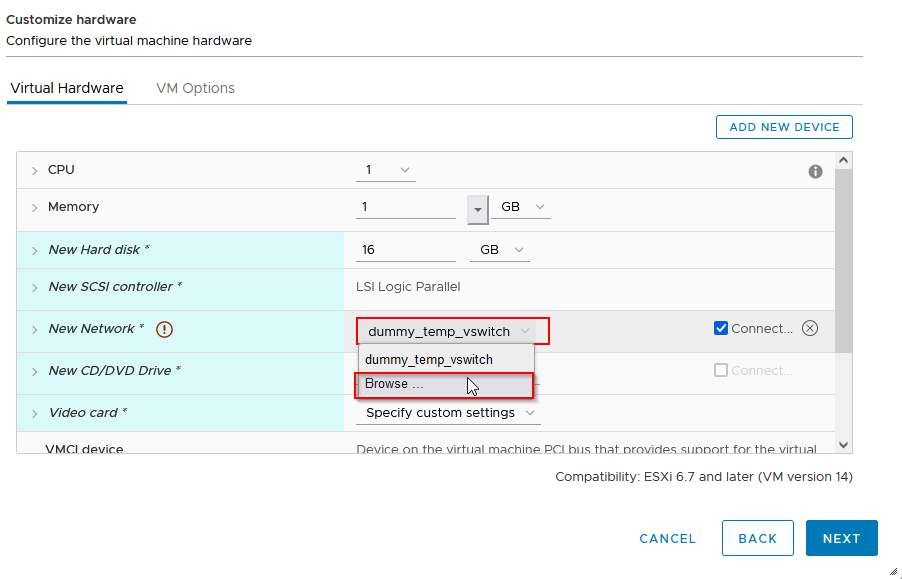 Customize hardware
Configure the virtual machine hardware
Virtual Hardware VM Options
ADD NEW DEVICE
CPU 1
Memory 1 GB
New Hard disk * 16 GB
New SCSI controller * LSI Logic Parallel
New Network * dummy_temp_vswitch Connect...
dummy_temp_vswitch
New CD/DVD Drive * Connect...
Browse ...
Video card * Specify custom settings
VMCI device Device on the virtual machine PCI bus that provides support for the virtual
Compatibility: ESXi 6.7 and later (VM version 14)
CANCEL BACK NEXT